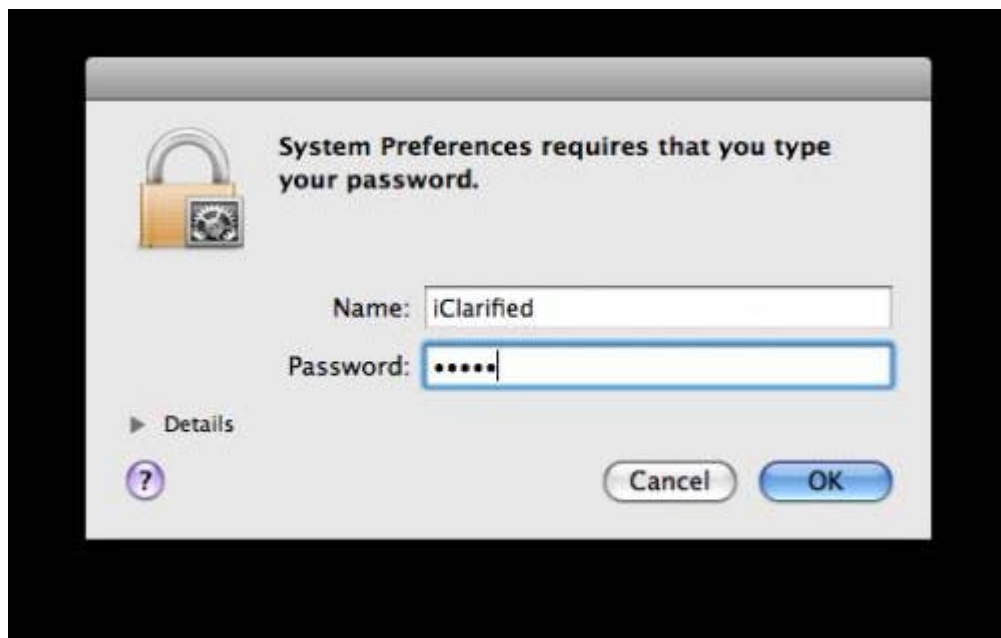 System Preferences requires that you type
your password.
Name: iClarified
Password: •••••
Details
?
Cancel OK